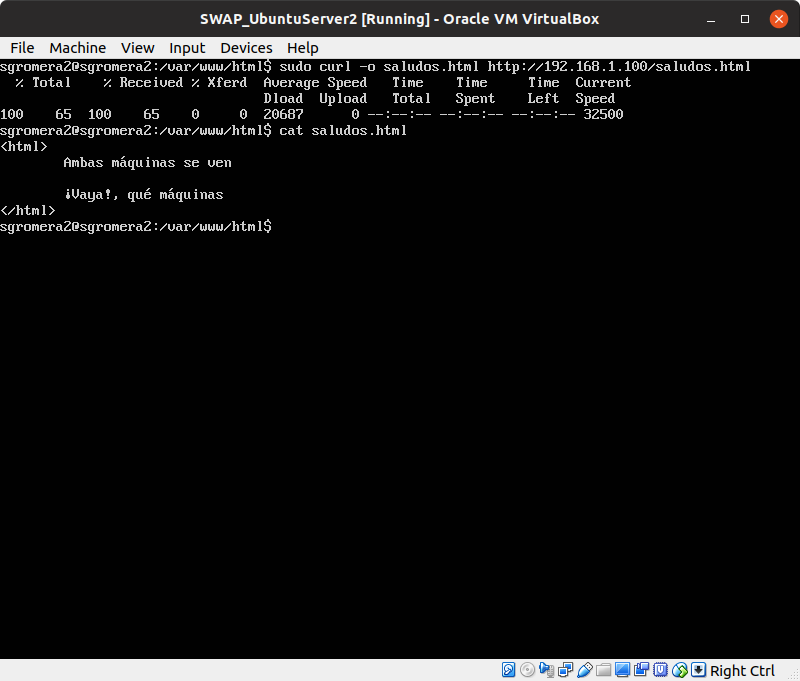 SWAP_UbuntuServer2 [Running] - Oracle VM VirtualBox
File Machine View Input Devices Help
sgromera2@sgromera2:/var/www/html$ sudo curl -o saludos.html http://192.168.1.100/saludos.html
  % Total    % Received % Xferd  Average Speed   Time    Time     Time  Current
                                 Dload  Upload   Total   Spent    Left  Speed
100    65  100    65    0     0  20687      0 --:--:-- --:--:-- --:--:-- 32500
sgromera2@sgromera2:/var/www/html$ cat saludos.html
<html>
        Ambas máquinas se ven
        ¡Vaya!, qué máquinas
</html>
sgromera2@sgromera2:/var/www/html$
Right Ctrl